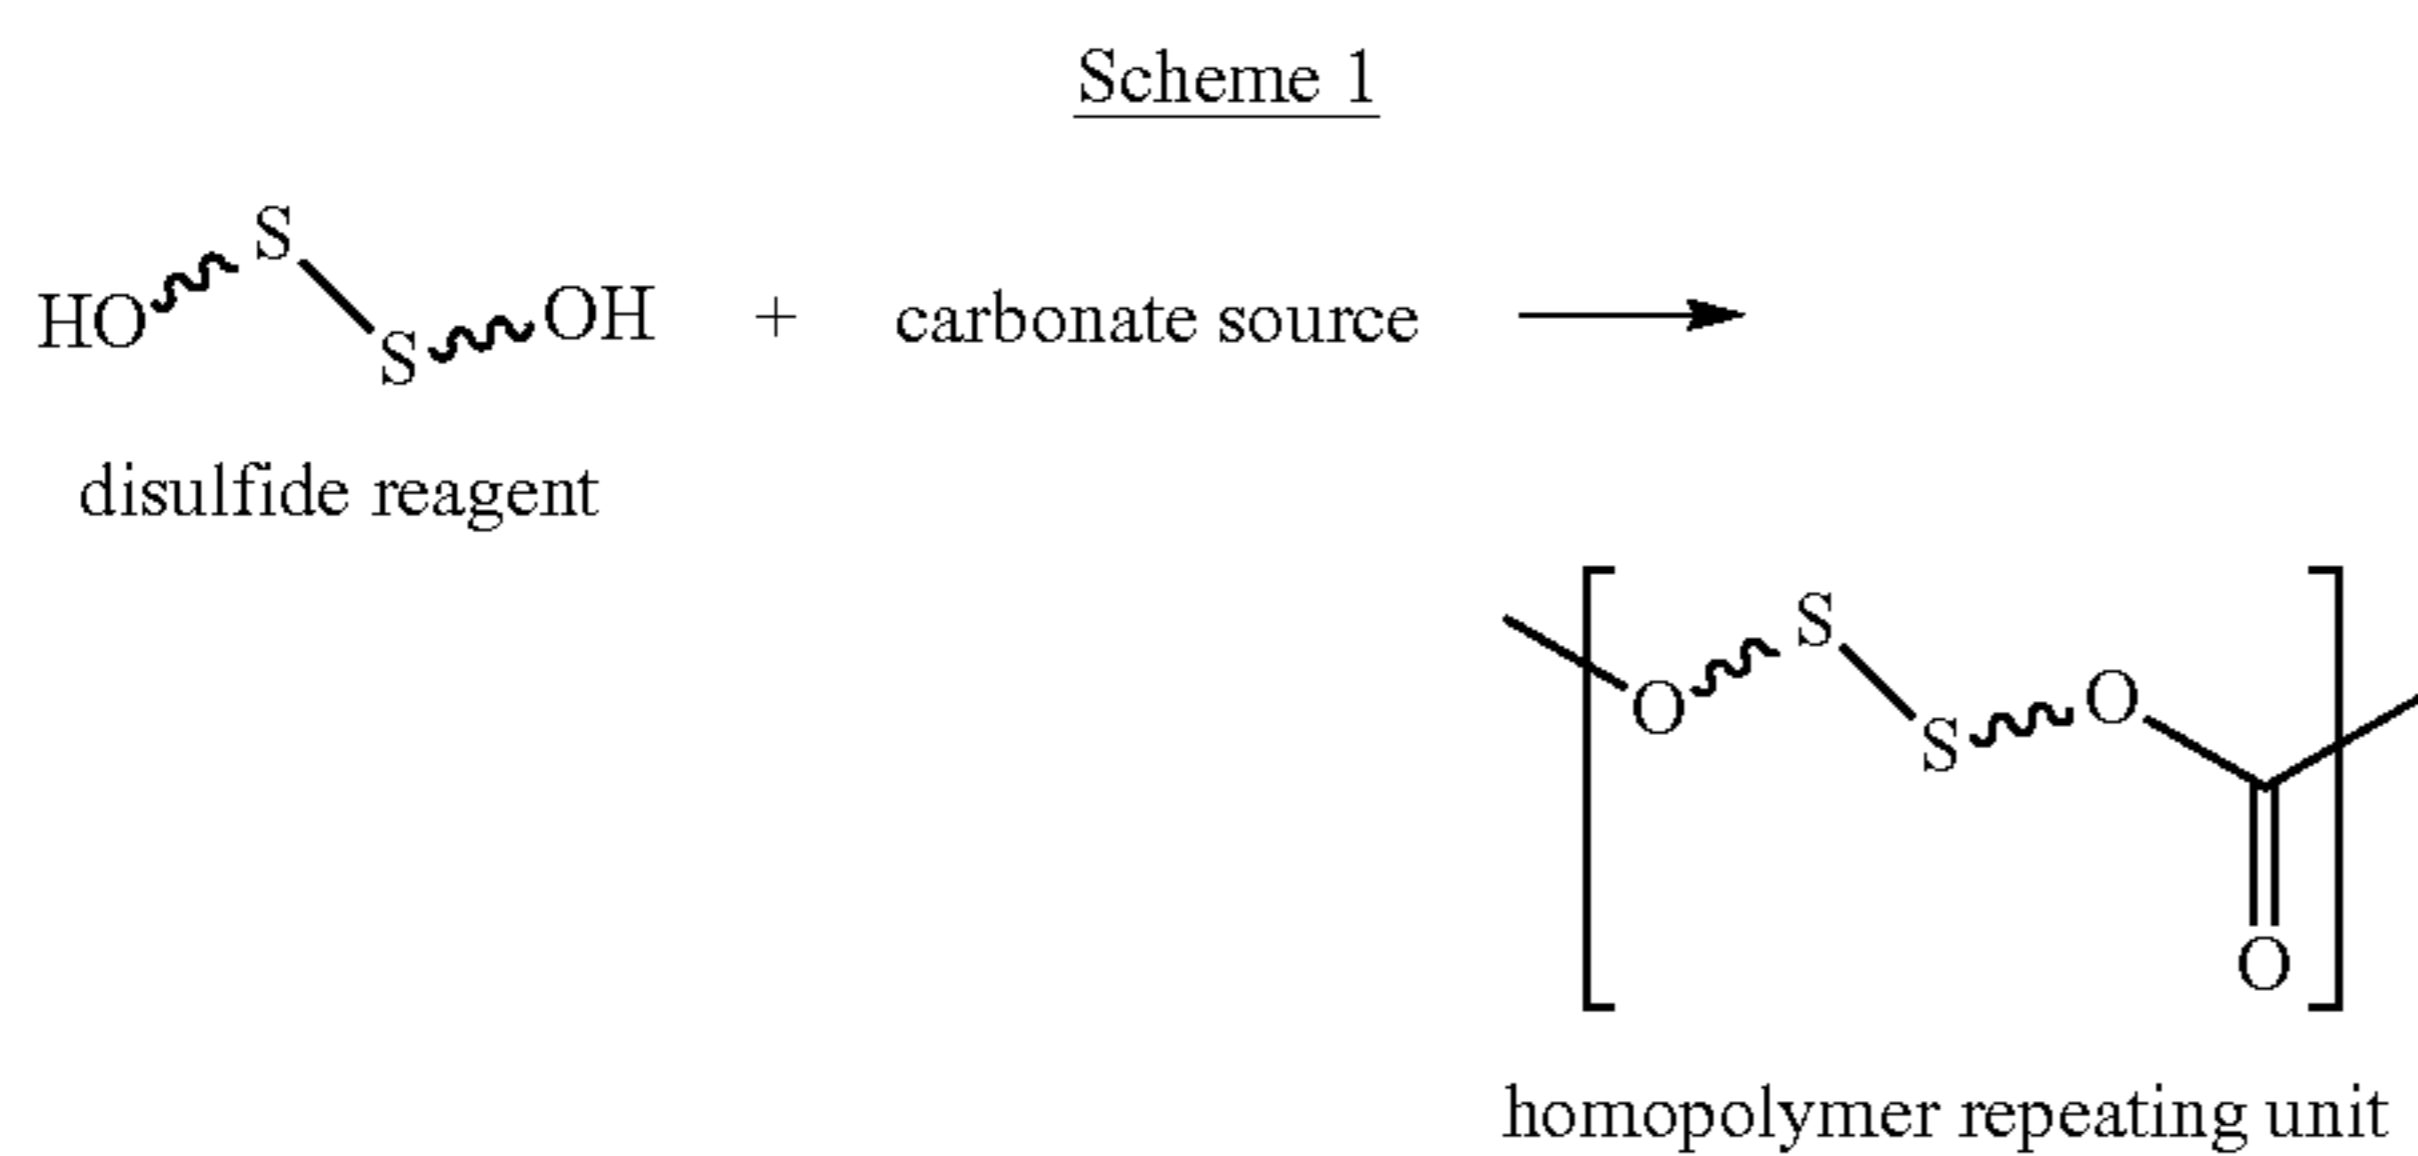 Scheme 1
HO S S OH + carbonate source
disulfide reagent
O S S O O
homopolymer repeating unit